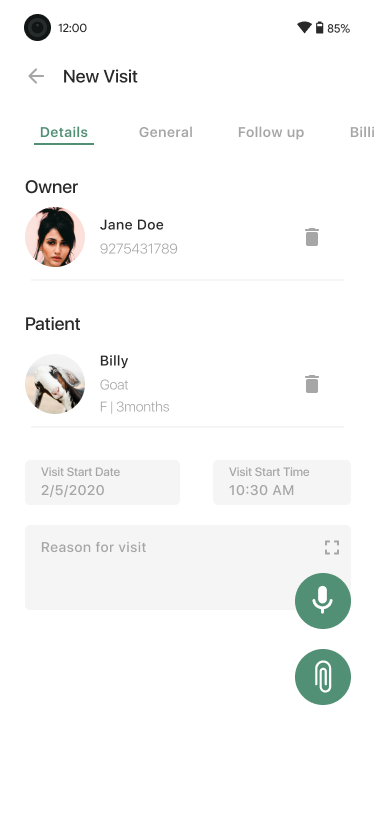 12:00
85%
New Visit
Details General Follow up Billi
Owner
Jane Doe
9275431789
Patient
Billy
Goat
F | 3months
Visit Start Date
2/5/2020
Visit Start Time
10:30 AM
Reason for visit